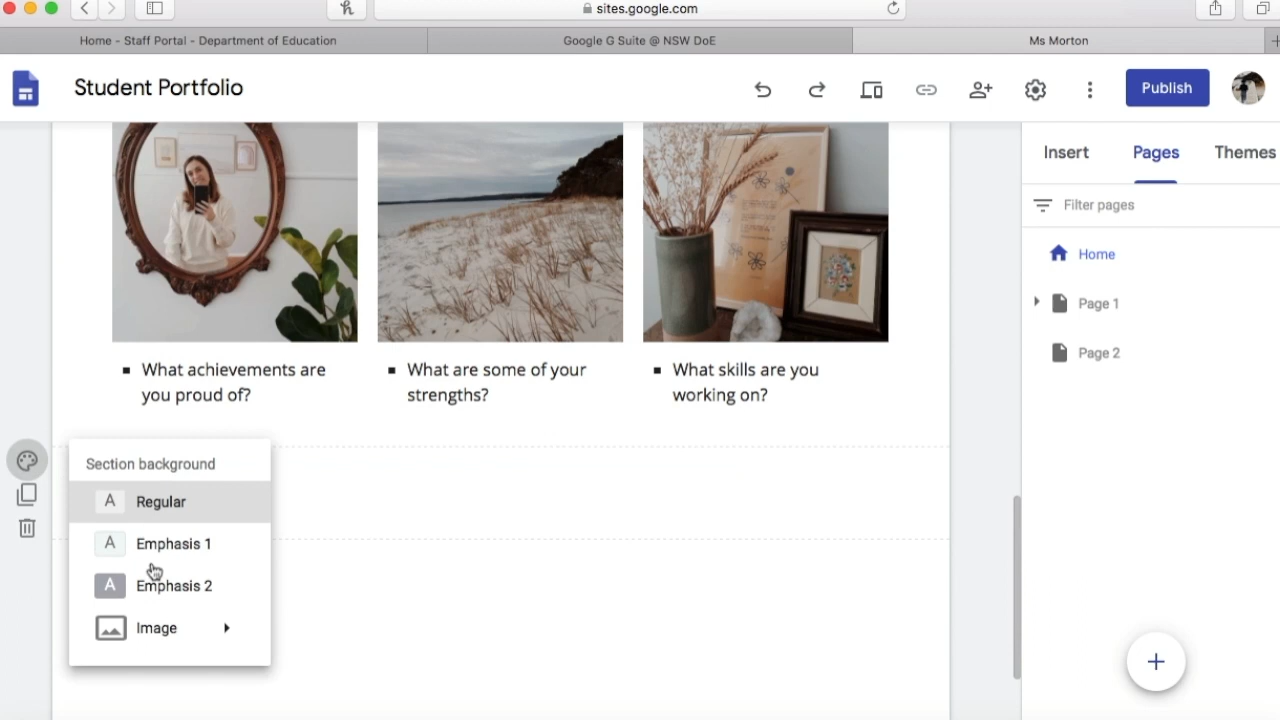 sites.google.com
Home - Staff Portal - Department of Education
Google G Suite @ NSW DoE
Ms Morton
Student Portfolio
Publish
Insert
Pages
Themes
Filter pages
Home
Page 1
Page 2
What achievements are
you proud of?
What are some of your
strengths?
What skills are you
working on?
Section background
A Regular
A Emphasis 1
A Emphasis 2
Image